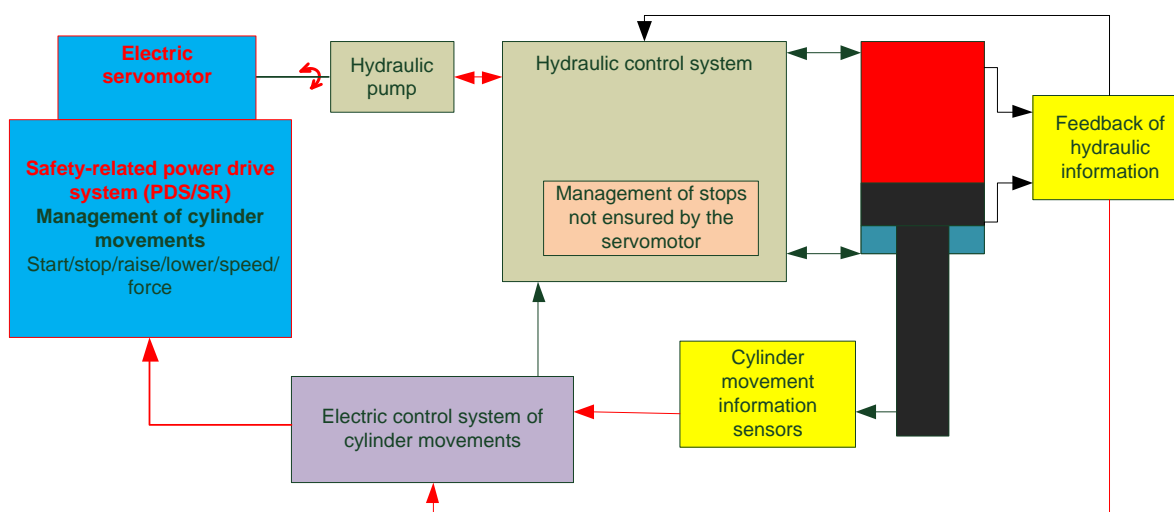 Electric
servomotor
Hydraulic
pump
Hydraulic control system
Feedback of
hydraulic
information
Safety-related power drive
system (PDS/SR)
Management of cylinder
movements
Start/stop/raise/lower/speed/
force
Management of stops
not ensured by the
servomotor
Cylinder
movement
information
sensors
Electric control system of
cylinder movements